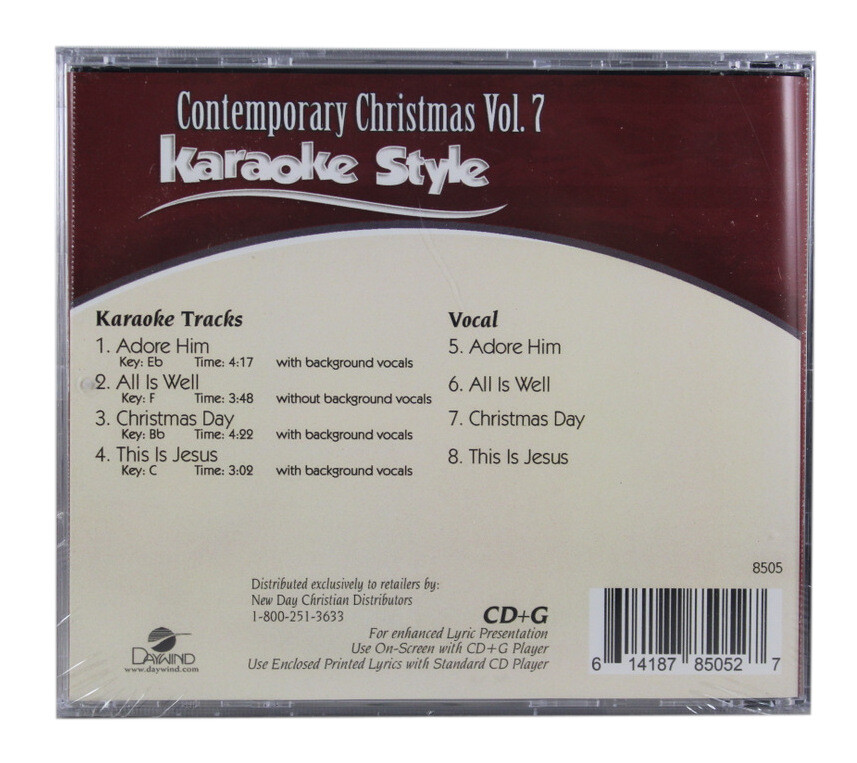 Contemporary Christmas Vol. 7
Karaoke Style
Karaoke Tracks
1. Adore Him
Key: Eb Time: 4:17 with background vocals
2. All Is Well
Key: F Time: 3:48 without background vocals
3. Christmas Day
Key: Bb Time: 4:22 with background vocals
4. This Is Jesus
Key: C Time: 3:02 with background vocals
Vocal
5. Adore Him
6. All Is Well
7. Christmas Day
8. This Is Jesus
8505
Distributed exclusively to retailers by:
New Day Christian Distributors
1-800-251-3633
CD+G
For enhanced Lyric Presentation
Use On-Screen with CD+G Player
Use Enclosed Printed Lyrics with Standard CD Player
DAYWIND
www.daywind.com
6 14187 85052 7